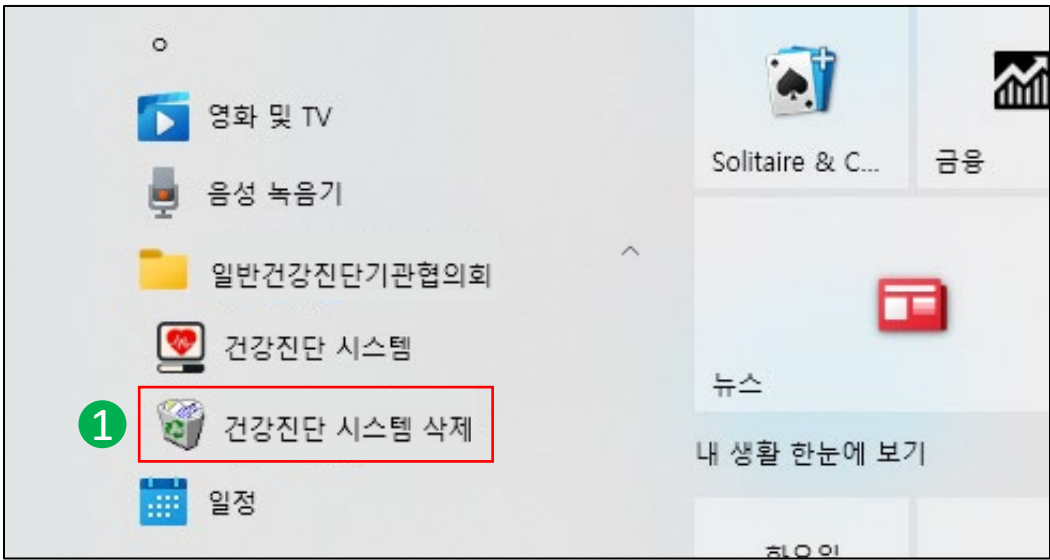 ㅇ
영화 및 TV
음성 녹음기
일반건강진단기관협의회
건강진단 시스템
1
건강진단 시스템 삭제
일정
Solitaire & C...
금융
뉴스
내 생활 한눈에 보기